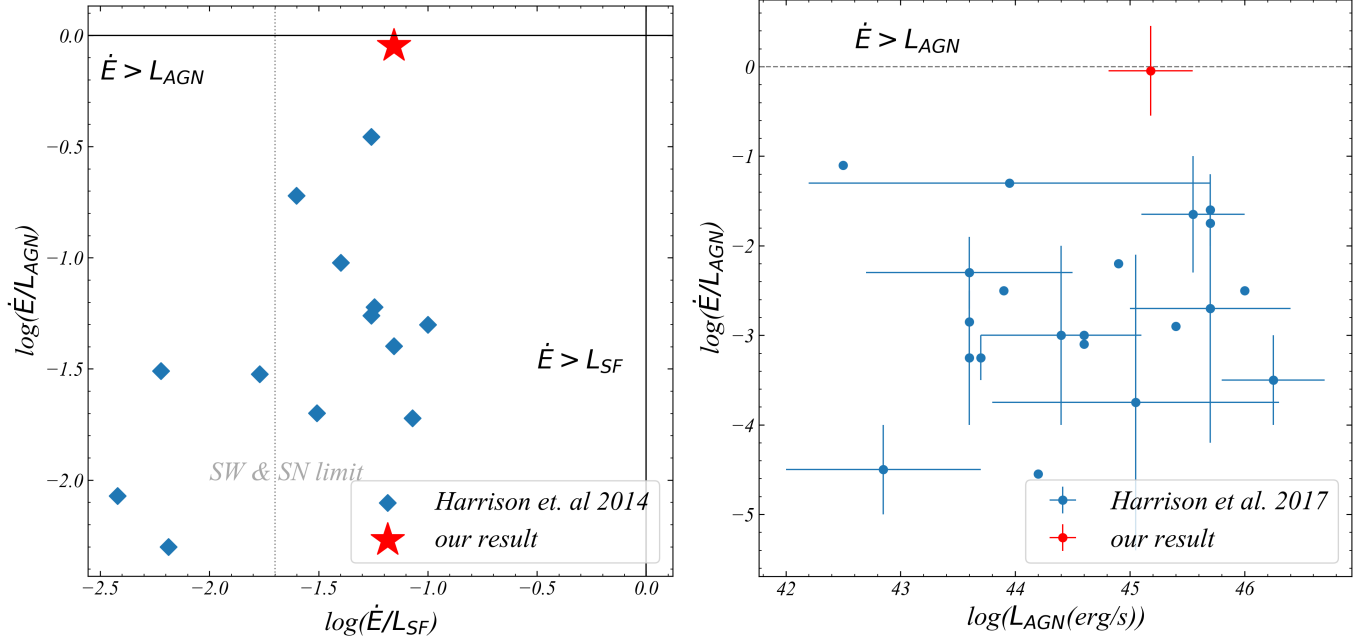 0.0
−0.5
−1.0
−1.5
−2.0
log(Ė/L_AGN)
Ė > L_AGN
Ė > L_SF
SW & SN limit
Harrison et. al 2014
our result
−2.5 −2.0 −1.5 −1.0 −0.5 0.0
log(Ė/L_SF)
0
−1
−2
−3
−4
−5
log(Ė/L_AGN)
Ė > L_AGN
Harrison et al. 2017
our result
42 43 44 45 46
log(L_AGN(erg/s))